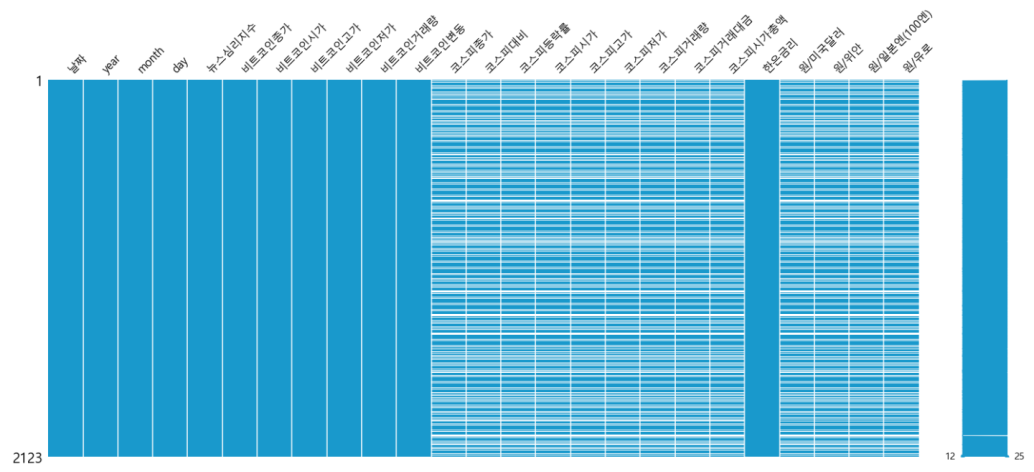 날짜
year
month
day
뉴스심리지수
비트코인종가
비트코인시가
비트코인고가
비트코인저가
비트코인거래량
비트코인변동
코스피종가
코스피대비
코스피등락률
코스피시가
코스피고가
코스피저가
코스피거래량
코스피거래대금
코스피시가총액
한은금리
원/미국달러
원/위안
원/일본엔(100엔)
원/유로
1
2123
12
25